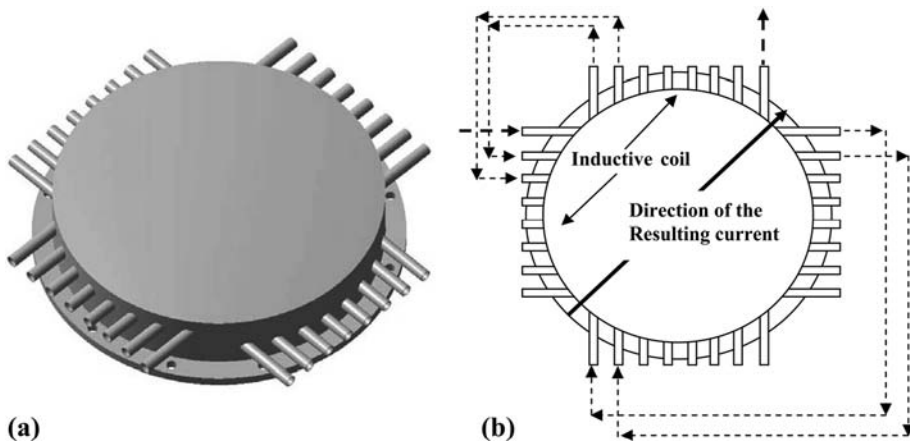 Inductive coil
Direction of the
Resulting current
(a)
(b)